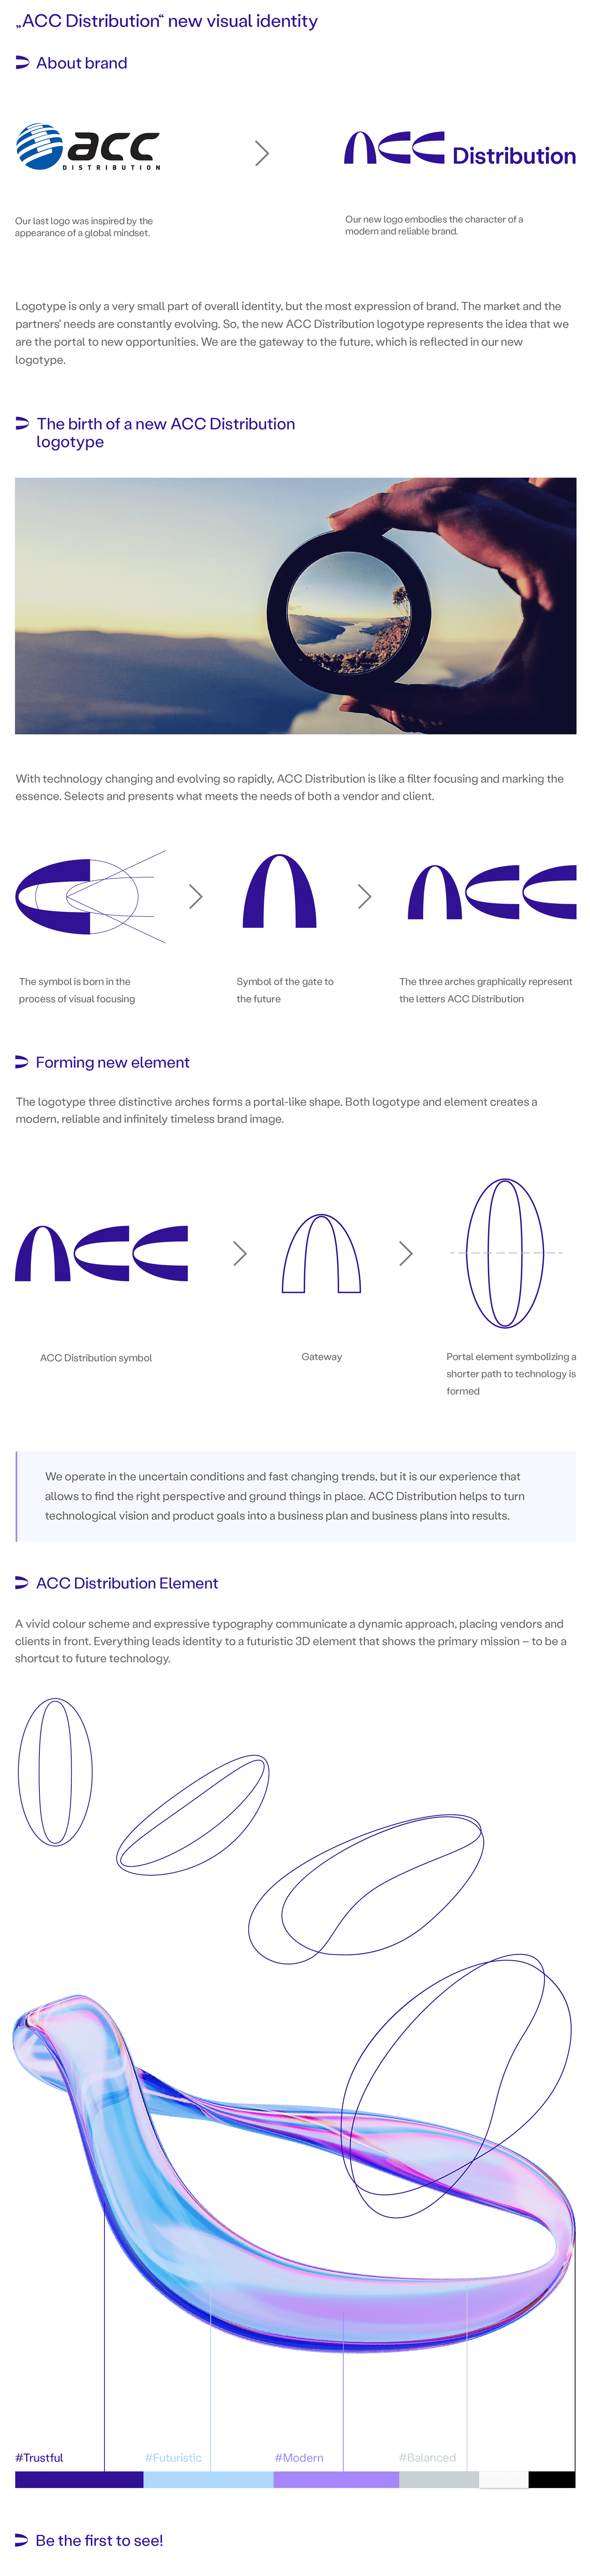 „ACC Distribution“ new visual identity
About brand
acc
DISTRIBUTION
ACC Distribution
Our last logo was inspired by the
appearance of a global mindset.
Our new logo embodies the character of a
modern and reliable brand.
Logotype is only a very small part of overall identity, but the most expression of brand. The market and the
partners' needs are constantly evolving. So, the new ACC Distribution logotype represents the idea that we
are the portal to new opportunities. We are the gateway to the future, which is reflected in our new
logotype.
The birth of a new ACC Distribution
logotype
With technology changing and evolving so rapidly, ACC Distribution is like a filter focusing and marking the
essence. Selects and presents what meets the needs of both a vendor and client.
ACC
The symbol is born in the
process of visual focusing
Symbol of the gate to
the future
The three arches graphically represent
the letters ACC Distribution
Forming new element
The logotype three distinctive arches forms a portal-like shape. Both logotype and element creates a
modern, reliable and infinitely timeless brand image.
ACC
ACC Distribution symbol
Gateway
Portal element symbolizing a
shorter path to technology is
formed
We operate in the uncertain conditions and fast changing trends, but it is our experience that
allows to find the right perspective and ground things in place. ACC Distribution helps to turn
technological vision and product goals into a business plan and business plans into results.
ACC Distribution Element
A vivid colour scheme and expressive typography communicate a dynamic approach, placing vendors and
clients in front. Everything leads identity to a futuristic 3D element that shows the primary mission – to be a
shortcut to future technology.
#Trustful
#Futuristic
#Modern
#Balanced
Be the first to see!